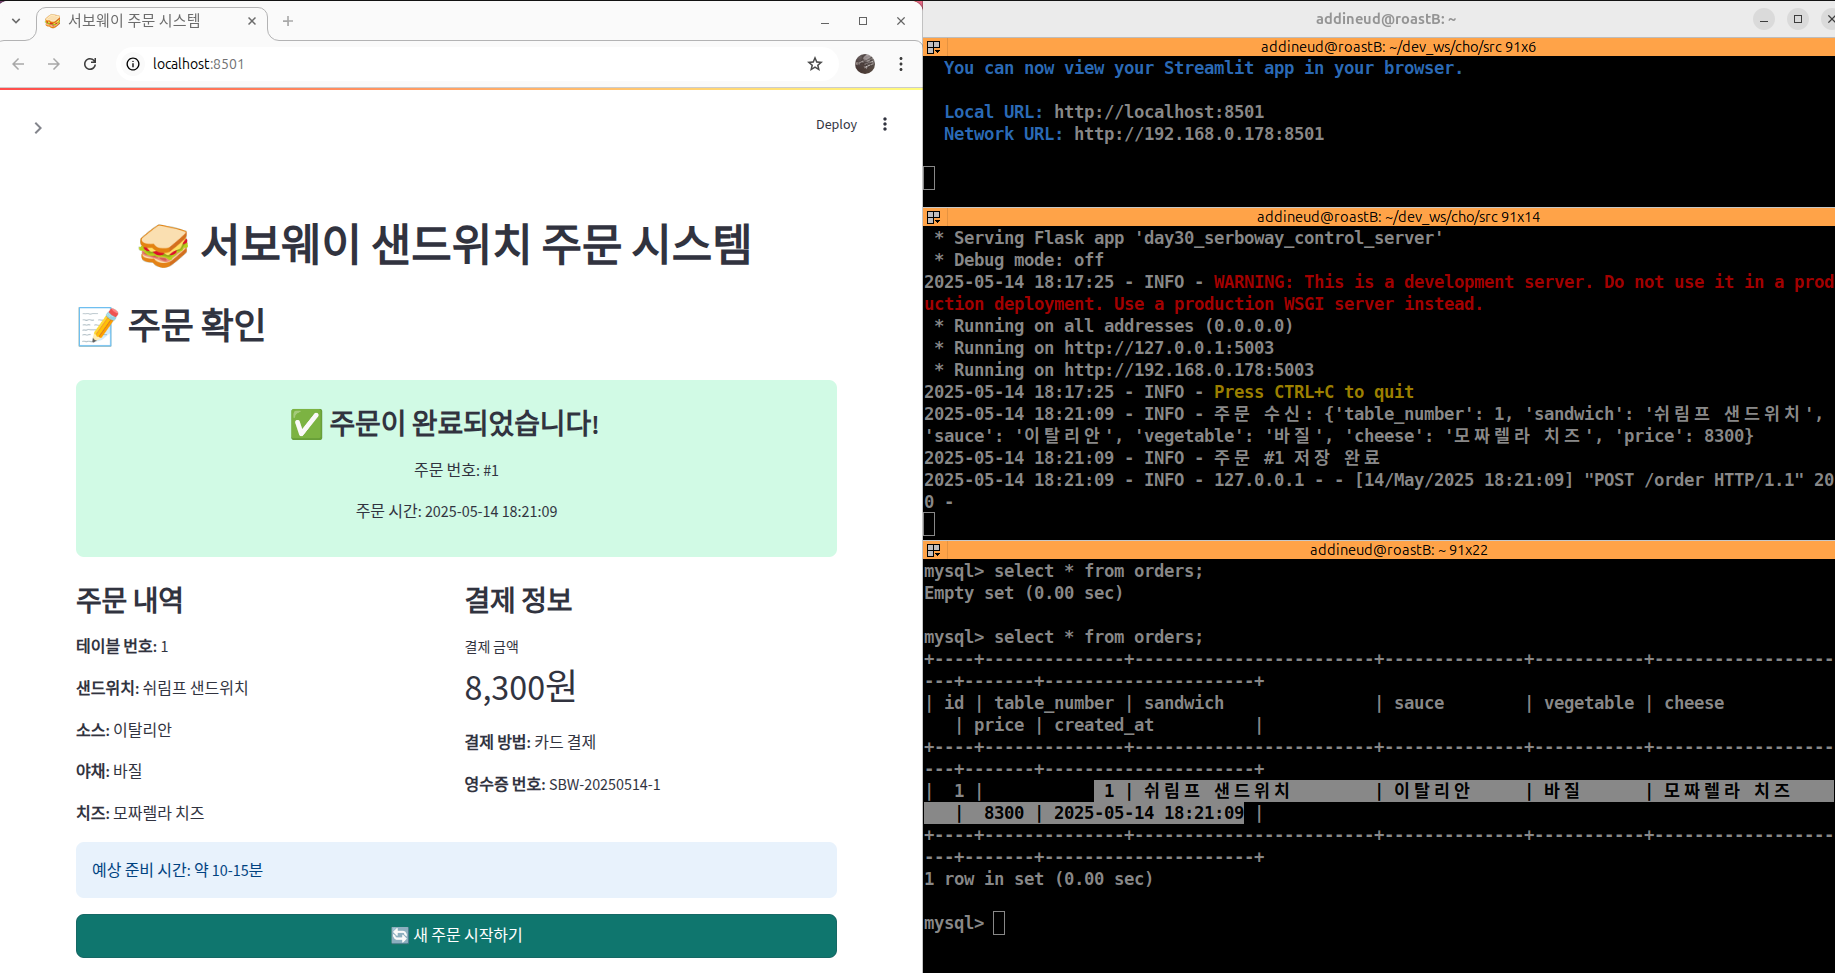 서보웨이 주문 시스템
localhost:8501
Deploy
서보웨이 샌드위치 주문 시스템
주문 확인
주문이 완료되었습니다!
주문 번호: #1
주문 시간: 2025-05-14 18:21:09
주문 내역
테이블 번호: 1
샌드위치: 쉬림프 샌드위치
소스: 이탈리안
야채: 바질
치즈: 모짜렐라 치즈
결제 정보
결제 금액
8,300원
결제 방법: 카드 결제
영수증 번호: SBW-20250514-1
예상 준비 시간: 약 10-15분
새 주문 시작하기
addineud@roastB: ~
addineud@roastB: ~/dev_ws/cho/src 91x6
You can now view your Streamlit app in your browser.
Local URL: http://localhost:8501
Network URL: http://192.168.0.178:8501
addineud@roastB: ~/dev_ws/cho/src 91x14
* Serving Flask app 'day30_serboway_control_server'
* Debug mode: off
2025-05-14 18:17:25 - INFO - WARNING: This is a development server. Do not use it in a prod
uction deployment. Use a production WSGI server instead.
* Running on all addresses (0.0.0.0)
* Running on http://127.0.0.1:5003
* Running on http://192.168.0.178:5003
2025-05-14 18:17:25 - INFO - Press CTRL+C to quit
2025-05-14 18:21:09 - INFO - 주문 수신: {'table_number': 1, 'sandwich': '쉬림프 샌드위치',
'sauce': '이탈리안', 'vegetable': '바질', 'cheese': '모짜렐라 치즈', 'price': 8300}
2025-05-14 18:21:09 - INFO - 주문 #1 저장 완료
2025-05-14 18:21:09 - INFO - 127.0.0.1 - - [14/May/2025 18:21:09] "POST /order HTTP/1.1" 20
0 -
addineud@roastB: ~ 91x22
mysql> select * from orders;
Empty set (0.00 sec)
mysql> select * from orders;
+----+--------------+------------------------+--------------+-----------+------------------
---+-------+---------------------+
| id | table_number | sandwich               | sauce        | vegetable | cheese
   | price | created_at          |
+----+--------------+------------------------+--------------+-----------+------------------
---+-------+---------------------+
|  1 |            1 | 쉬림프 샌드위치        | 이탈리안     | 바질      | 모짜렐라 치즈
   |  8300 | 2025-05-14 18:21:09 |
+----+--------------+------------------------+--------------+-----------+------------------
---+-------+---------------------+
1 row in set (0.00 sec)
mysql>